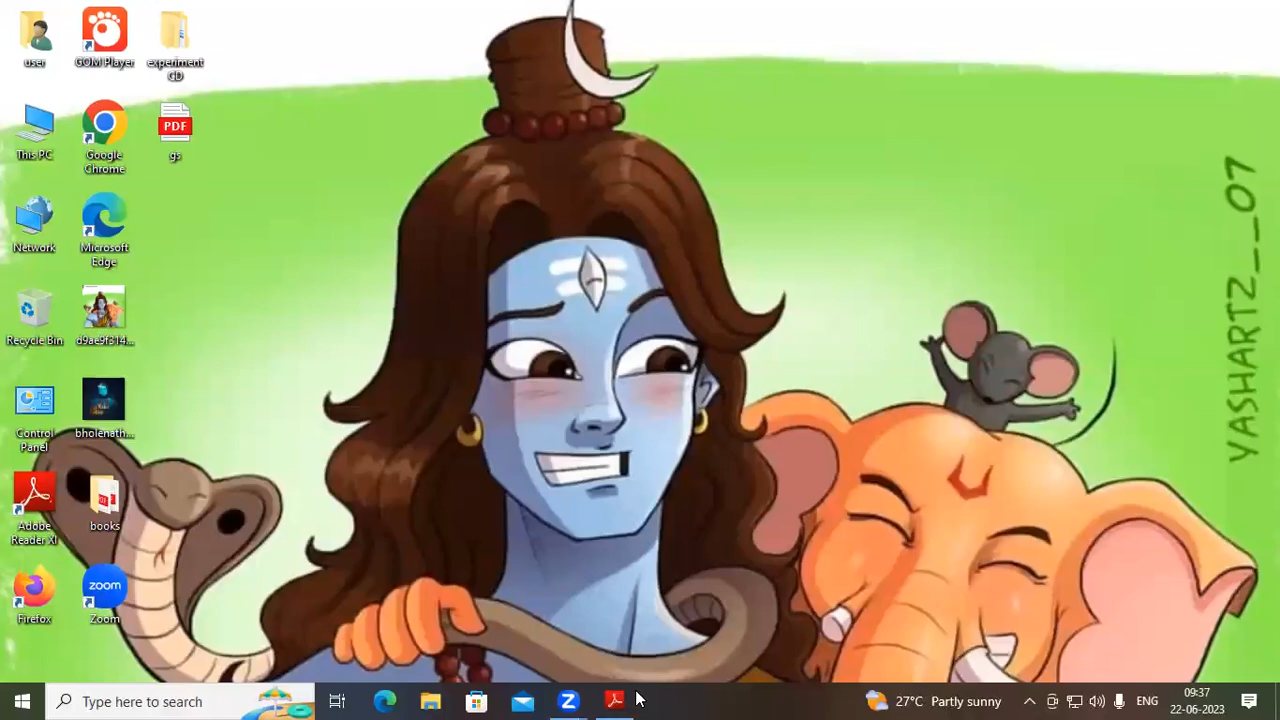 user
GOM Player
experiment
CD
This PC
Google
Chrome
PDF
gs
Network
Microsoft
Edge
Recycle Bin
d9ae9f314...
Control
Panel
bholenath...
Adobe
Reader XI
books
Firefox
zoom
Zoom
YASHARTZ__07
Type here to search
27°C Partly sunny
ENG
09:37
22-06-2023